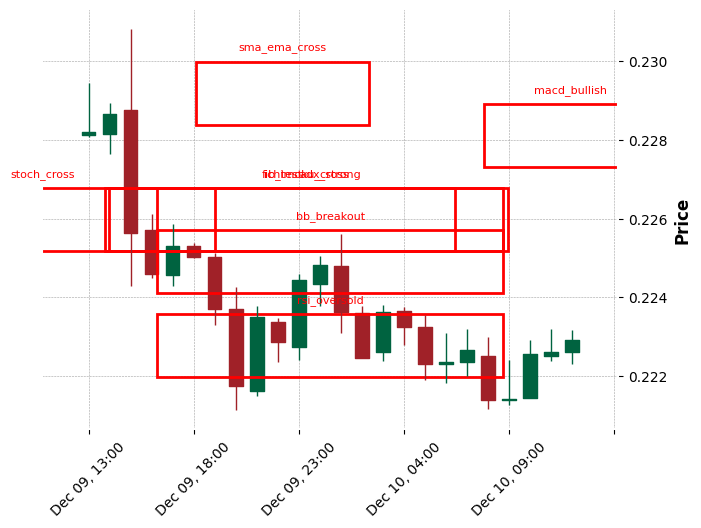 sma_ema_cross
macd_bullish
stoch_cross
bb_breakout
0.230
0.228
0.226
0.224
0.222
Price
Dec 09, 13:00
Dec 09, 18:00
Dec 09, 23:00
Dec 10, 04:00
Dec 10, 09:00